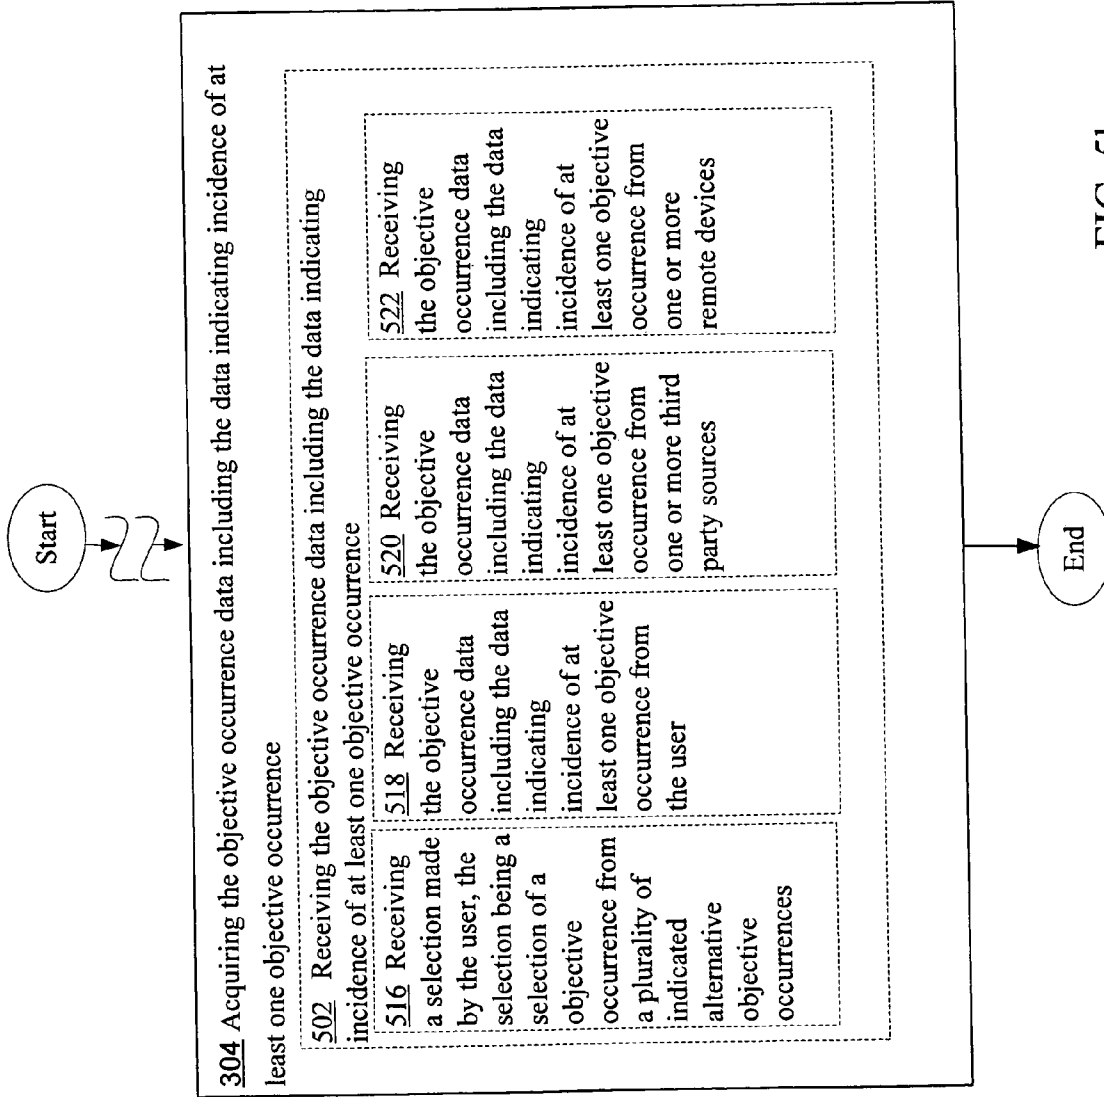 Start
304 Acquiring the objective occurrence data including the data indicating incidence of at
least one objective occurrence
502 Receiving the objective occurrence data including the data indicating
incidence of at least one objective occurrence
516 Receiving
a selection made
by the user, the
selection being a
selection of a
objective
occurrence from
a plurality of
indicated
alternative
objective
occurrences
518 Receiving
the objective
occurrence data
including the data
indicating
incidence of at
least one objective
occurrence from
the user
520 Receiving
the objective
occurrence data
including the data
indicating
incidence of at
least one objective
occurrence from
one or more third
party sources
522 Receiving
the objective
occurrence data
including the data
indicating
incidence of at
least one objective
occurrence from
one or more
remote devices
End
FIG.